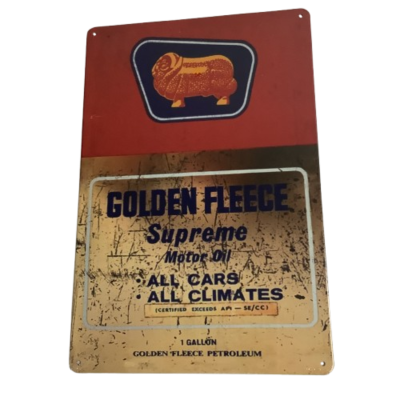 GOLDEN FLEECE
Supreme
Motor Oil
• ALL CARS
• ALL CLIMATES
(CERTIFIED EXCEEDS API — SE/CC)
1 GALLON
GOLDEN FLEECE PETROLEUM